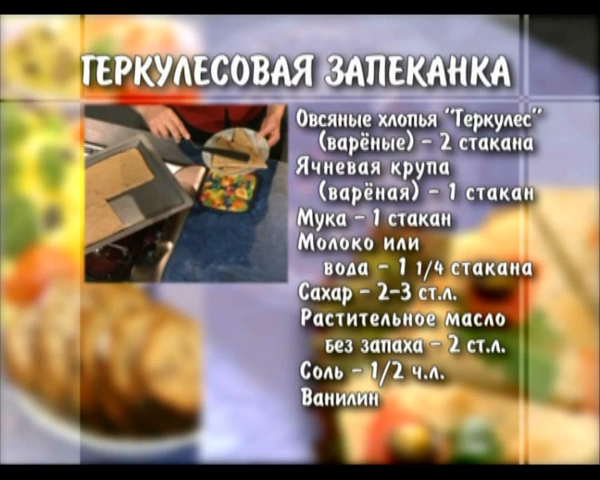 ГЕРКУЛЕСОВАЯ ЗАПЕКАНКА
Овсяные хлопья "Геркулес"
(варёные) - 2 стакана
Ячневая крупа
(варёная) - 1 стакан
Мука - 1 стакан
Молоко или
вода - 1 1/4 стакана
Сахар - 2-3 ст.л.
Растительное масло
без запаха - 2 ст.л.
Соль - 1/2 ч.л.
Ванилин